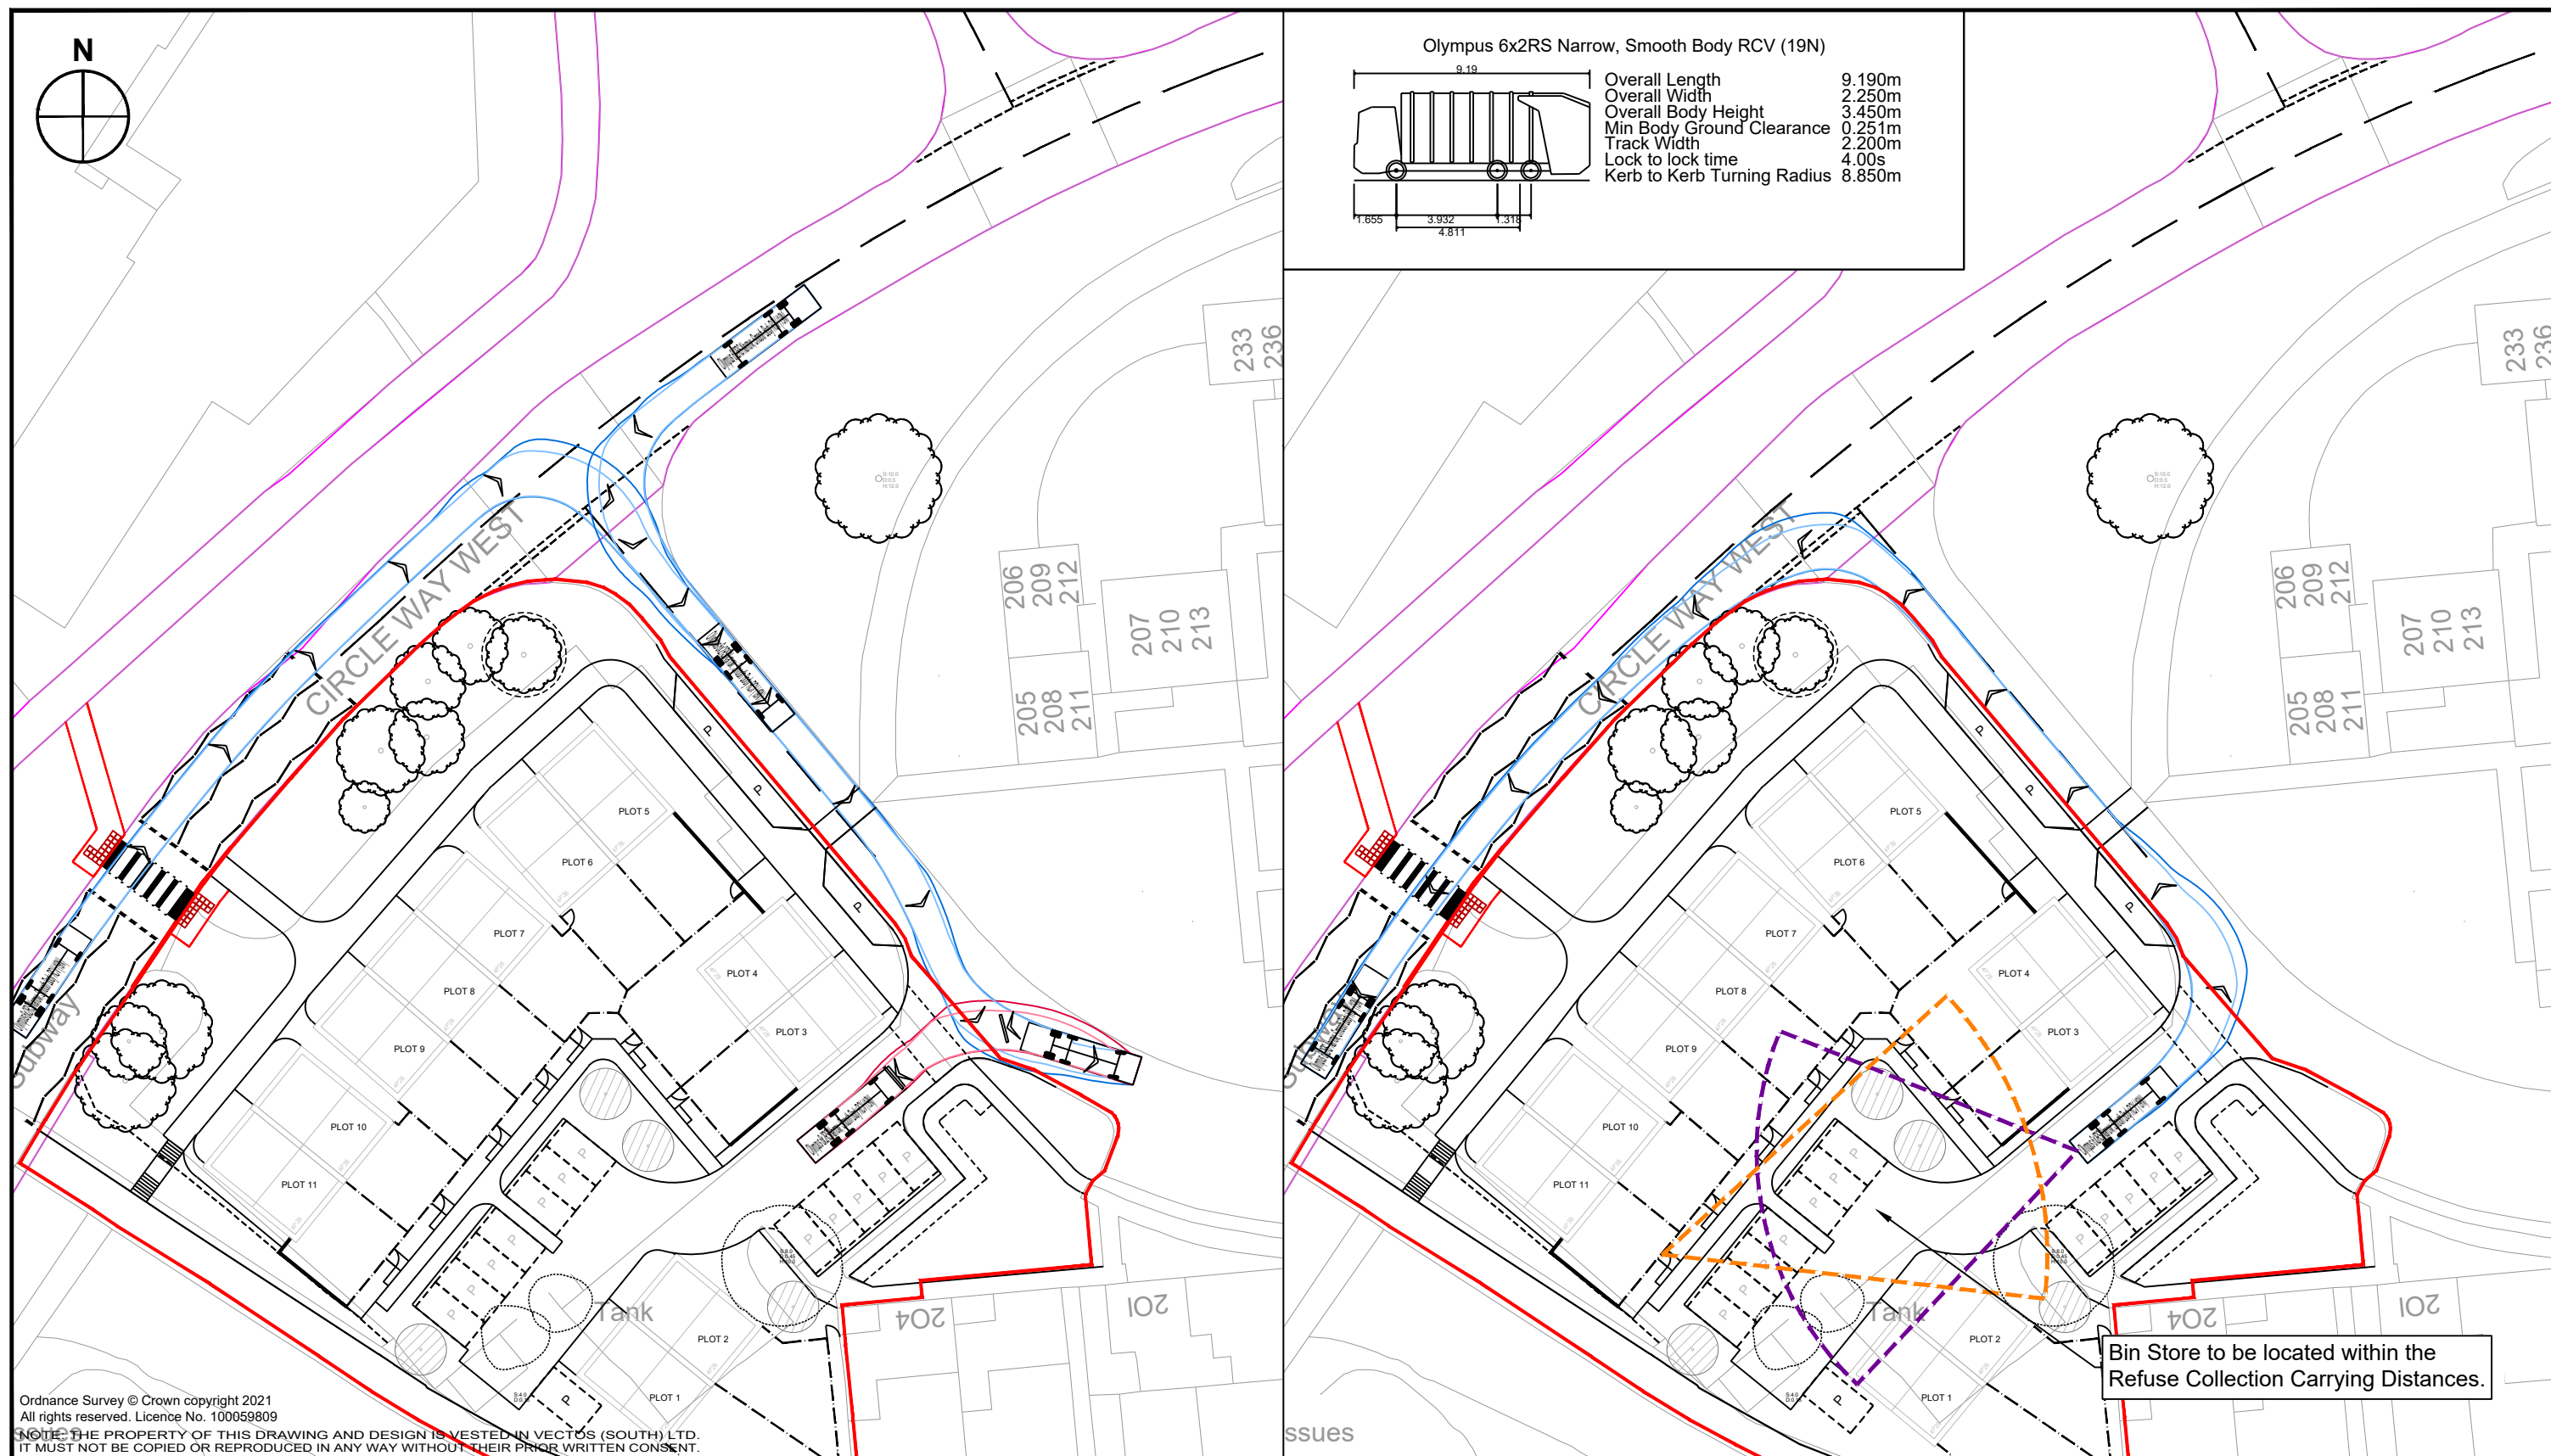 N
CIRCLE WAY WEST
Subway
PLOT 5
PLOT 6
PLOT 7
PLOT 4
PLOT 8
PLOT 3
PLOT 9
PLOT 10
PLOT 11
PLOT 2
PLOT 1
P
P
P
P
P
P
P
P
P
P
P
P
P
P
Tank
204
201
206
209
212
207
210
213
205
208
211
233
236
Ordnance Survey © Crown copyright 2021
All rights reserved. Licence No. 100059809
NOTE: THE PROPERTY OF THIS DRAWING AND DESIGN IS VESTED IN VECTOS (SOUTH) LTD.
IT MUST NOT BE COPIED OR REPRODUCED IN ANY WAY WITHOUT THEIR PRIOR WRITTEN CONSENT.
ssues
Olympus 6x2RS Narrow, Smooth Body RCV (19N)
9.19
1.655
3.932
1.318
4.811
Overall Length 9.190m
Overall Width 2.250m
Overall Body Height 3.450m
Min Body Ground Clearance 0.251m
Track Width 2.200m
Lock to lock time 4.00s
Kerb to Kerb Turning Radius 8.850m
CIRCLE WAY WEST
PLOT 5
PLOT 6
PLOT 7
PLOT 4
PLOT 8
PLOT 3
PLOT 9
PLOT 10
PLOT 11
PLOT 2
PLOT 1
P
P
P
P
P
P
P
P
P
P
P
P
P
Tank
204
201
206
209
212
207
210
213
205
208
211
233
236
Bin Store to be located within the
Refuse Collection Carrying Distances.
ssues